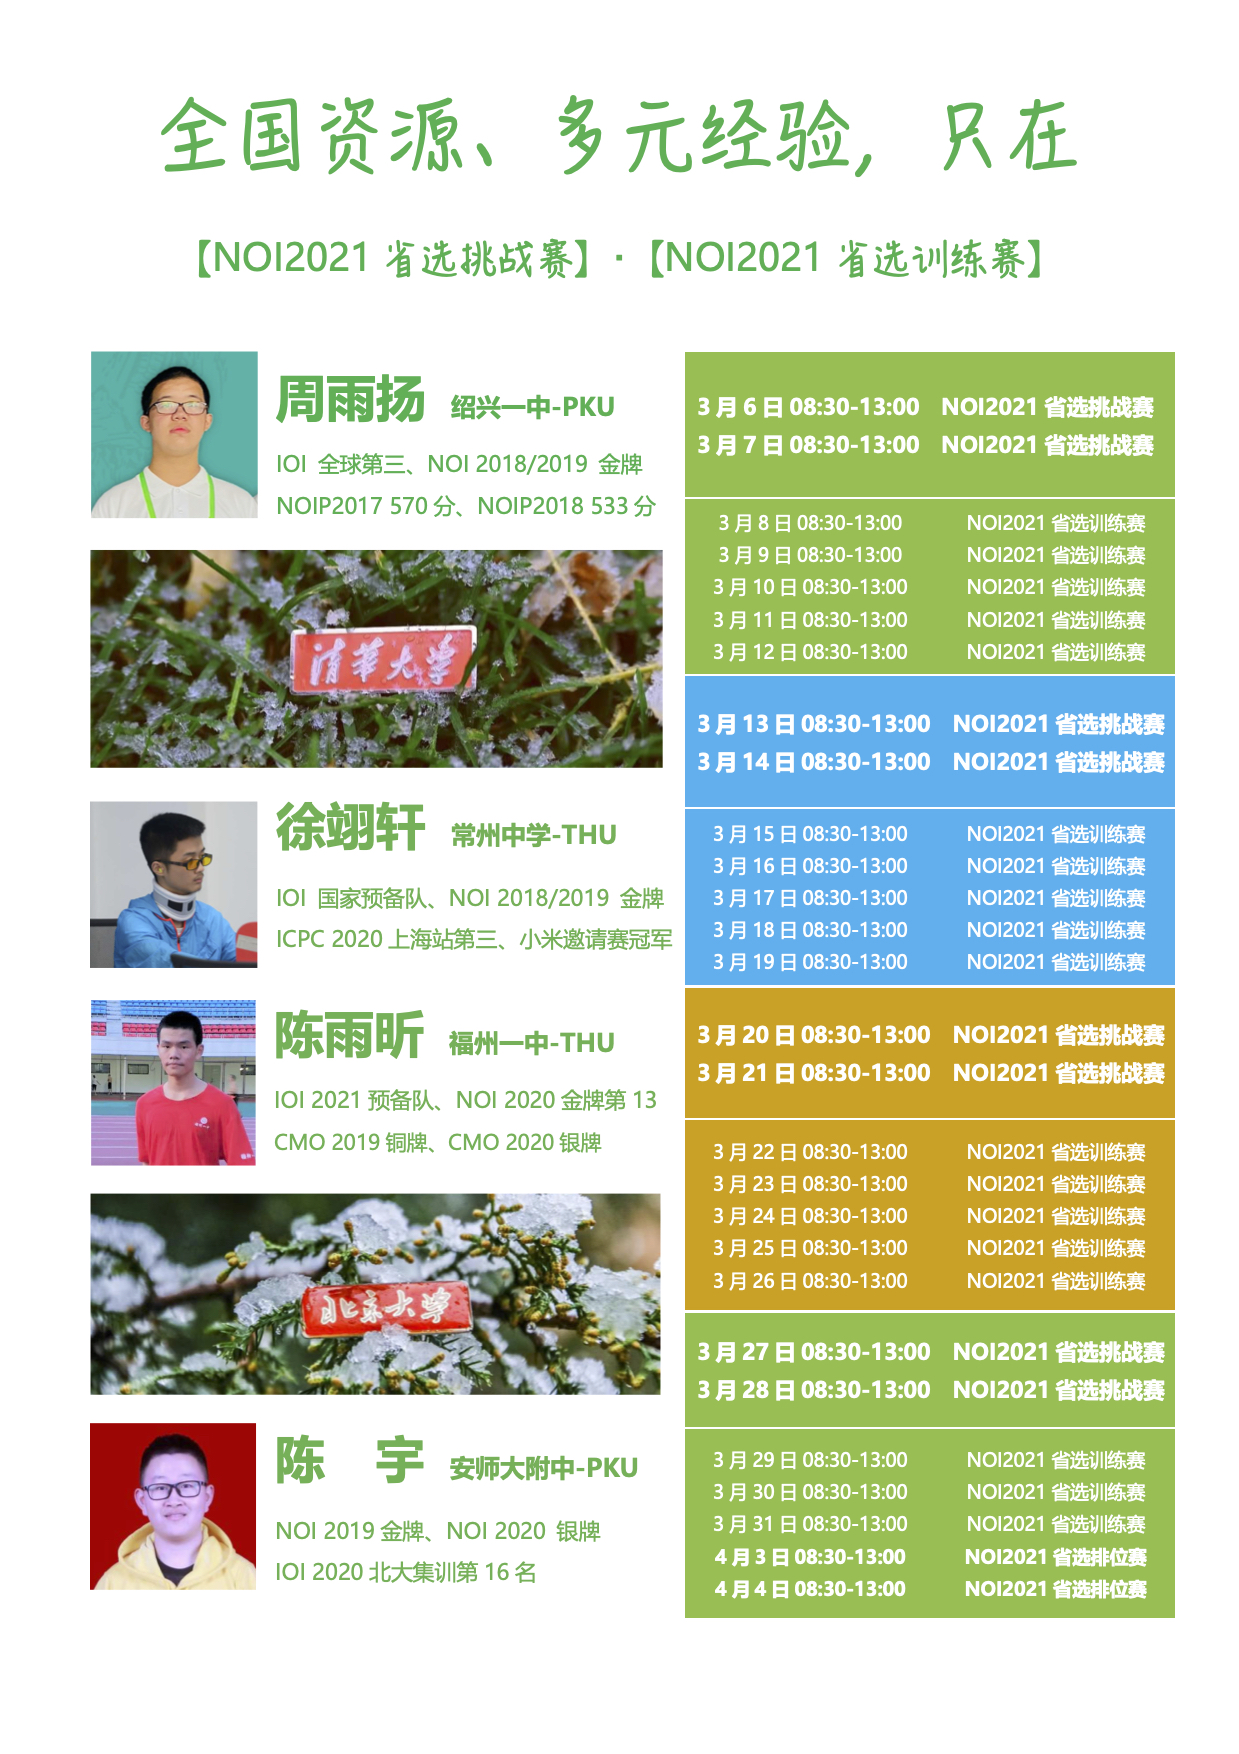 全国资源、多元经验，只在
【NOI2021 省选挑战赛】·【NOI2021 省选训练赛】
周雨扬 绍兴一中-PKU
IOI 全球第三、NOI 2018/2019 金牌
NOIP2017 570 分、NOIP2018 533 分
清华大学
徐翊轩 常州中学-THU
IOI 国家预备队、NOI 2018/2019 金牌
ICPC 2020 上海站第三、小米邀请赛冠军
陈雨昕 福州一中-THU
IOI 2021 预备队、NOI 2020 金牌第 13
CMO 2019 铜牌、CMO 2020 银牌
北京大学
陈 宇 安师大附中-PKU
NOI 2019 金牌、NOI 2020 银牌
IOI 2020 北大集训第 16 名
3 月 6 日 08:30-13:00 NOI2021 省选挑战赛
3 月 7 日 08:30-13:00 NOI2021 省选挑战赛
3 月 8 日 08:30-13:00 NOI2021 省选训练赛
3 月 9 日 08:30-13:00 NOI2021 省选训练赛
3 月 10 日 08:30-13:00 NOI2021 省选训练赛
3 月 11 日 08:30-13:00 NOI2021 省选训练赛
3 月 12 日 08:30-13:00 NOI2021 省选训练赛
3 月 13 日 08:30-13:00 NOI2021 省选挑战赛
3 月 14 日 08:30-13:00 NOI2021 省选挑战赛
3 月 15 日 08:30-13:00 NOI2021 省选训练赛
3 月 16 日 08:30-13:00 NOI2021 省选训练赛
3 月 17 日 08:30-13:00 NOI2021 省选训练赛
3 月 18 日 08:30-13:00 NOI2021 省选训练赛
3 月 19 日 08:30-13:00 NOI2021 省选训练赛
3 月 20 日 08:30-13:00 NOI2021 省选挑战赛
3 月 21 日 08:30-13:00 NOI2021 省选挑战赛
3 月 22 日 08:30-13:00 NOI2021 省选训练赛
3 月 23 日 08:30-13:00 NOI2021 省选训练赛
3 月 24 日 08:30-13:00 NOI2021 省选训练赛
3 月 25 日 08:30-13:00 NOI2021 省选训练赛
3 月 26 日 08:30-13:00 NOI2021 省选训练赛
3 月 27 日 08:30-13:00 NOI2021 省选挑战赛
3 月 28 日 08:30-13:00 NOI2021 省选挑战赛
3 月 29 日 08:30-13:00 NOI2021 省选训练赛
3 月 30 日 08:30-13:00 NOI2021 省选训练赛
3 月 31 日 08:30-13:00 NOI2021 省选训练赛
4 月 3 日 08:30-13:00 NOI2021 省选排位赛
4 月 4 日 08:30-13:00 NOI2021 省选排位赛